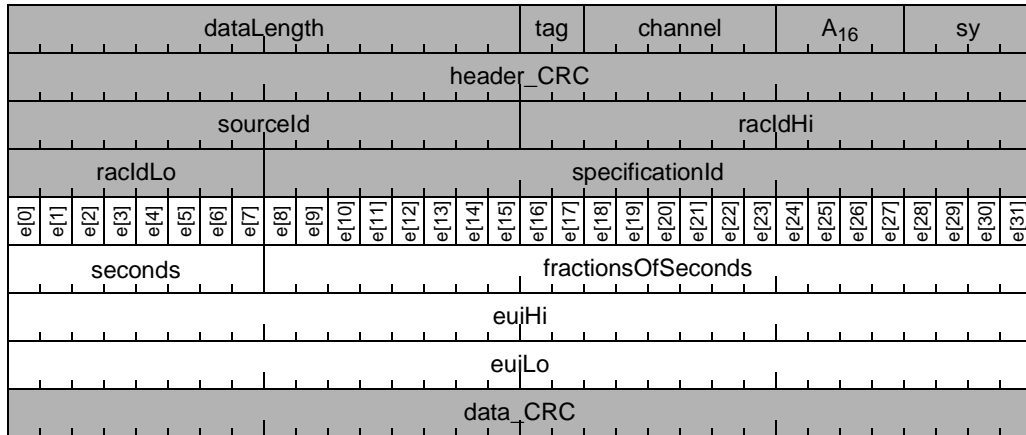 dataLength tag channel A16 sy
header_CRC
sourceId racIdHi
racIdLo specificationId
e[0] e[1] e[2] e[3] e[4] e[5] e[6] e[7] e[8] e[9] e[10] e[11] e[12] e[13] e[14] e[15] e[16] e[17] e[18] e[19] e[20] e[21] e[22] e[23] e[24] e[25] e[26] e[27] e[28] e[29] e[30] e[31]
seconds fractionsOfSeconds
euiHi
euiLo
data_CRC